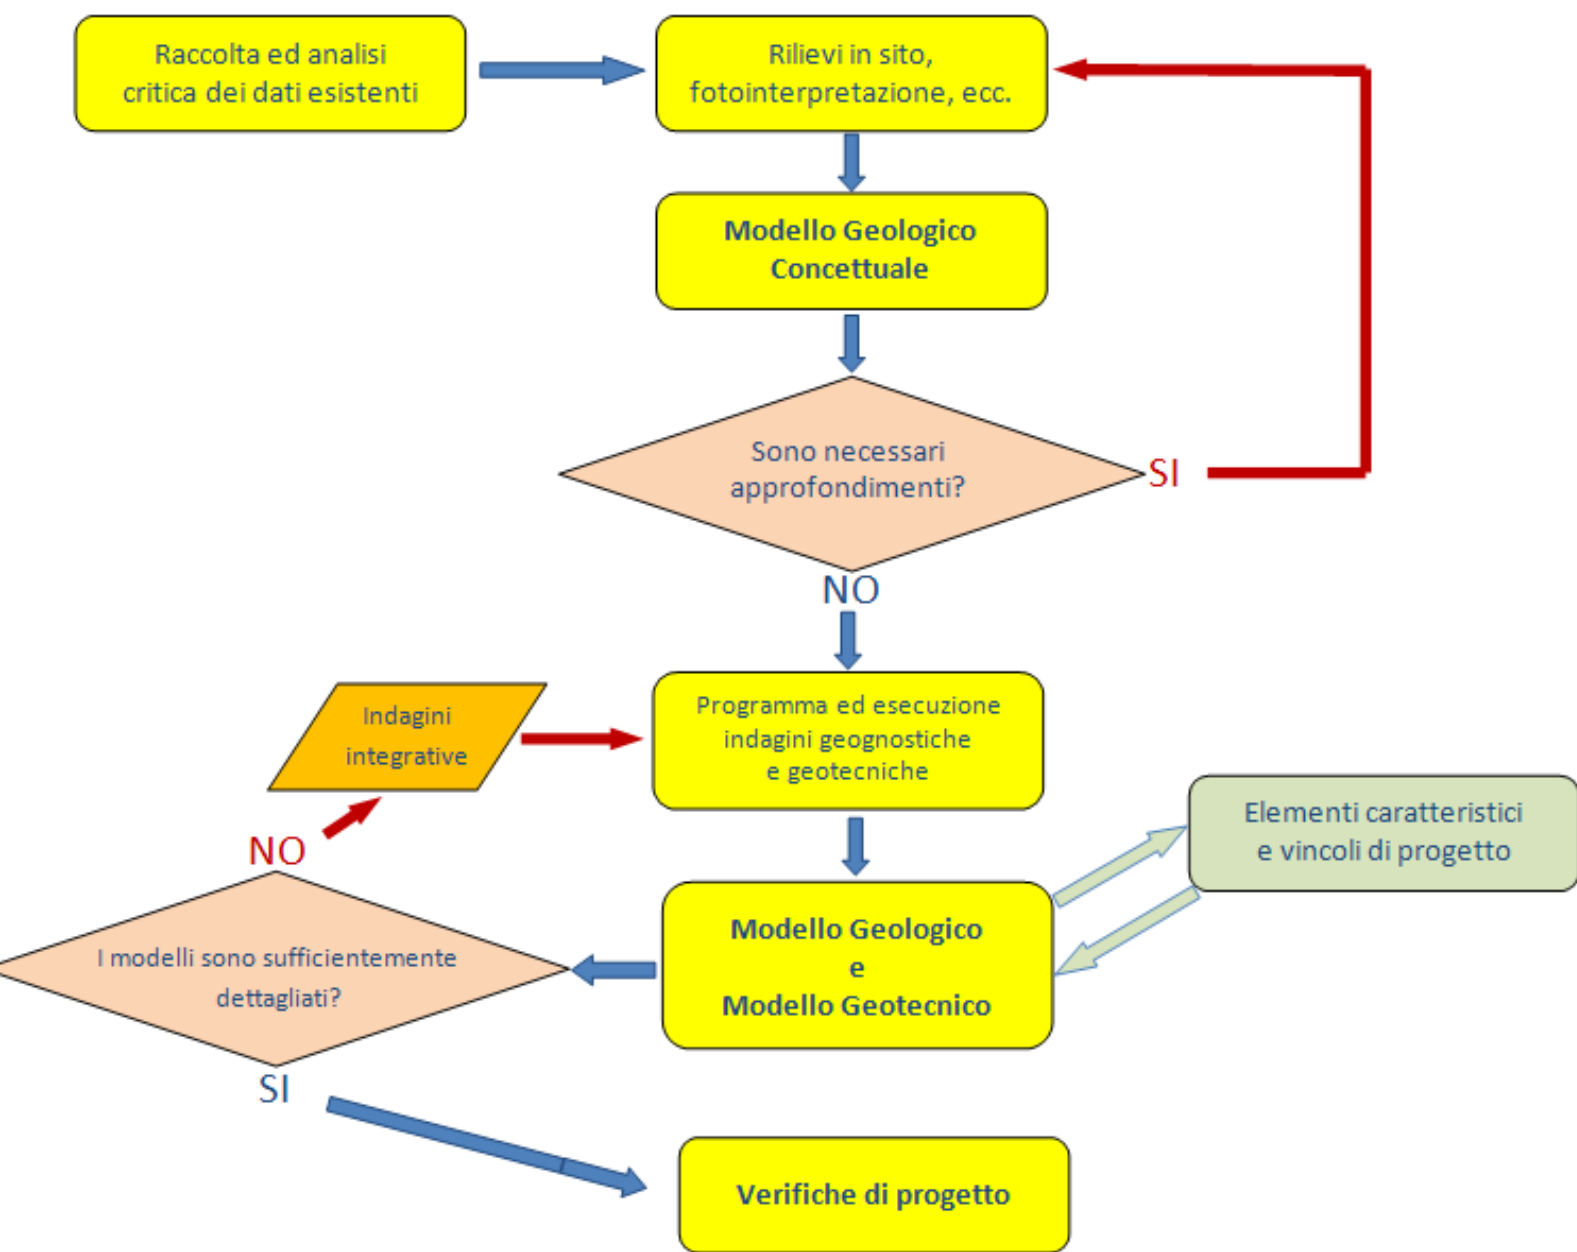 Raccolta ed analisi
critica dei dati esistenti
Rilievi in sito,
fotointerpretazione, ecc.
Modello Geologico
Concettuale
Sono necessari
approfondimenti?
SI
NO
Indagini
integrative
Programma ed esecuzione
indagini geognostiche
e geotecniche
Elementi caratteristici
e vincoli di progetto
NO
Modello Geologico
e
Modello Geotecnico
I modelli sono sufficientemente
dettagliati?
SI
Verifiche di progetto